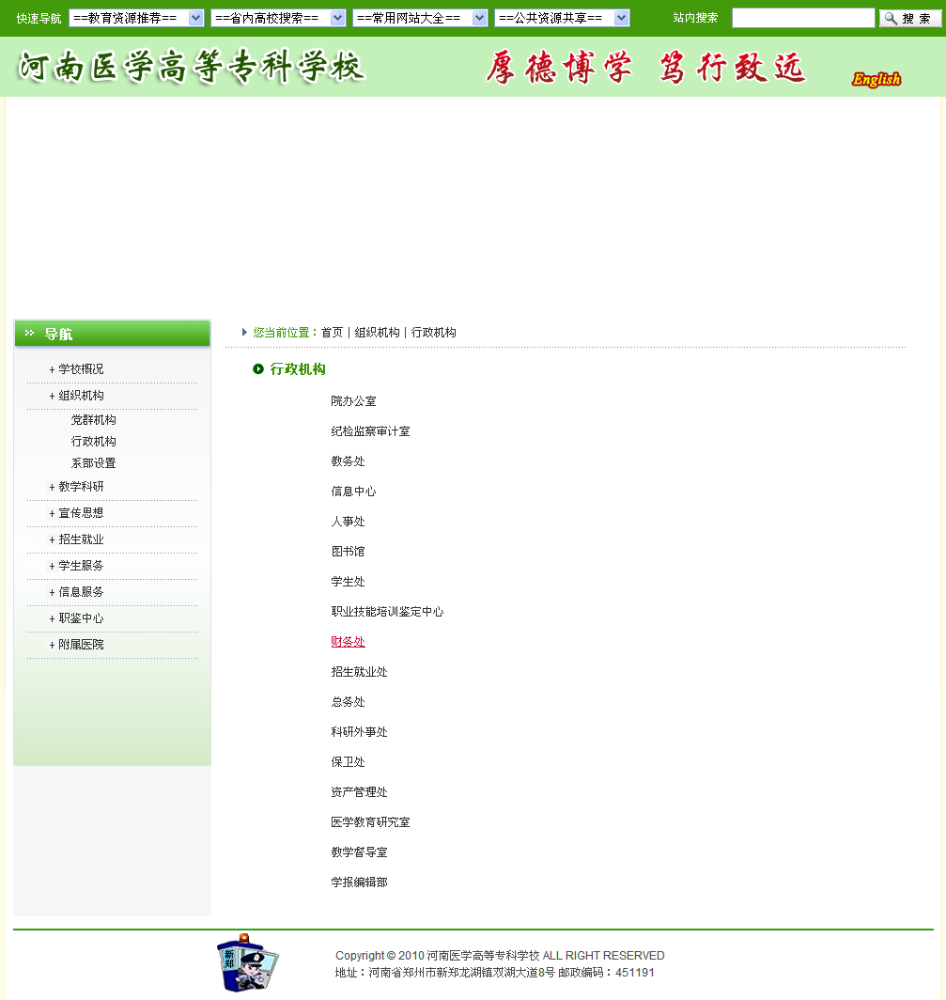 快速导航 ==教育资源推荐== ==省内高校搜索== ==常用网站大全== ==公共资源共享== 站内搜索 搜 索
河南医学高等专科学校 厚德博学 笃行致远 English
导航
您当前位置：首页 | 组织机构 | 行政机构
+ 学校概况
+ 组织机构
党群机构
行政机构
系部设置
+ 教学科研
+ 宣传思想
+ 招生就业
+ 学生服务
+ 信息服务
+ 职鉴中心
+ 附属医院
行政机构
院办公室
纪检监察审计室
教务处
信息中心
人事处
图书馆
学生处
职业技能培训鉴定中心
财务处
招生就业处
总务处
科研外事处
保卫处
资产管理处
医学教育研究室
教学督导室
学报编辑部
新郑
Copyright © 2010 河南医学高等专科学校 ALL RIGHT RESERVED
地址：河南省郑州市新郑龙湖镇双湖大道8号 邮政编码：451191